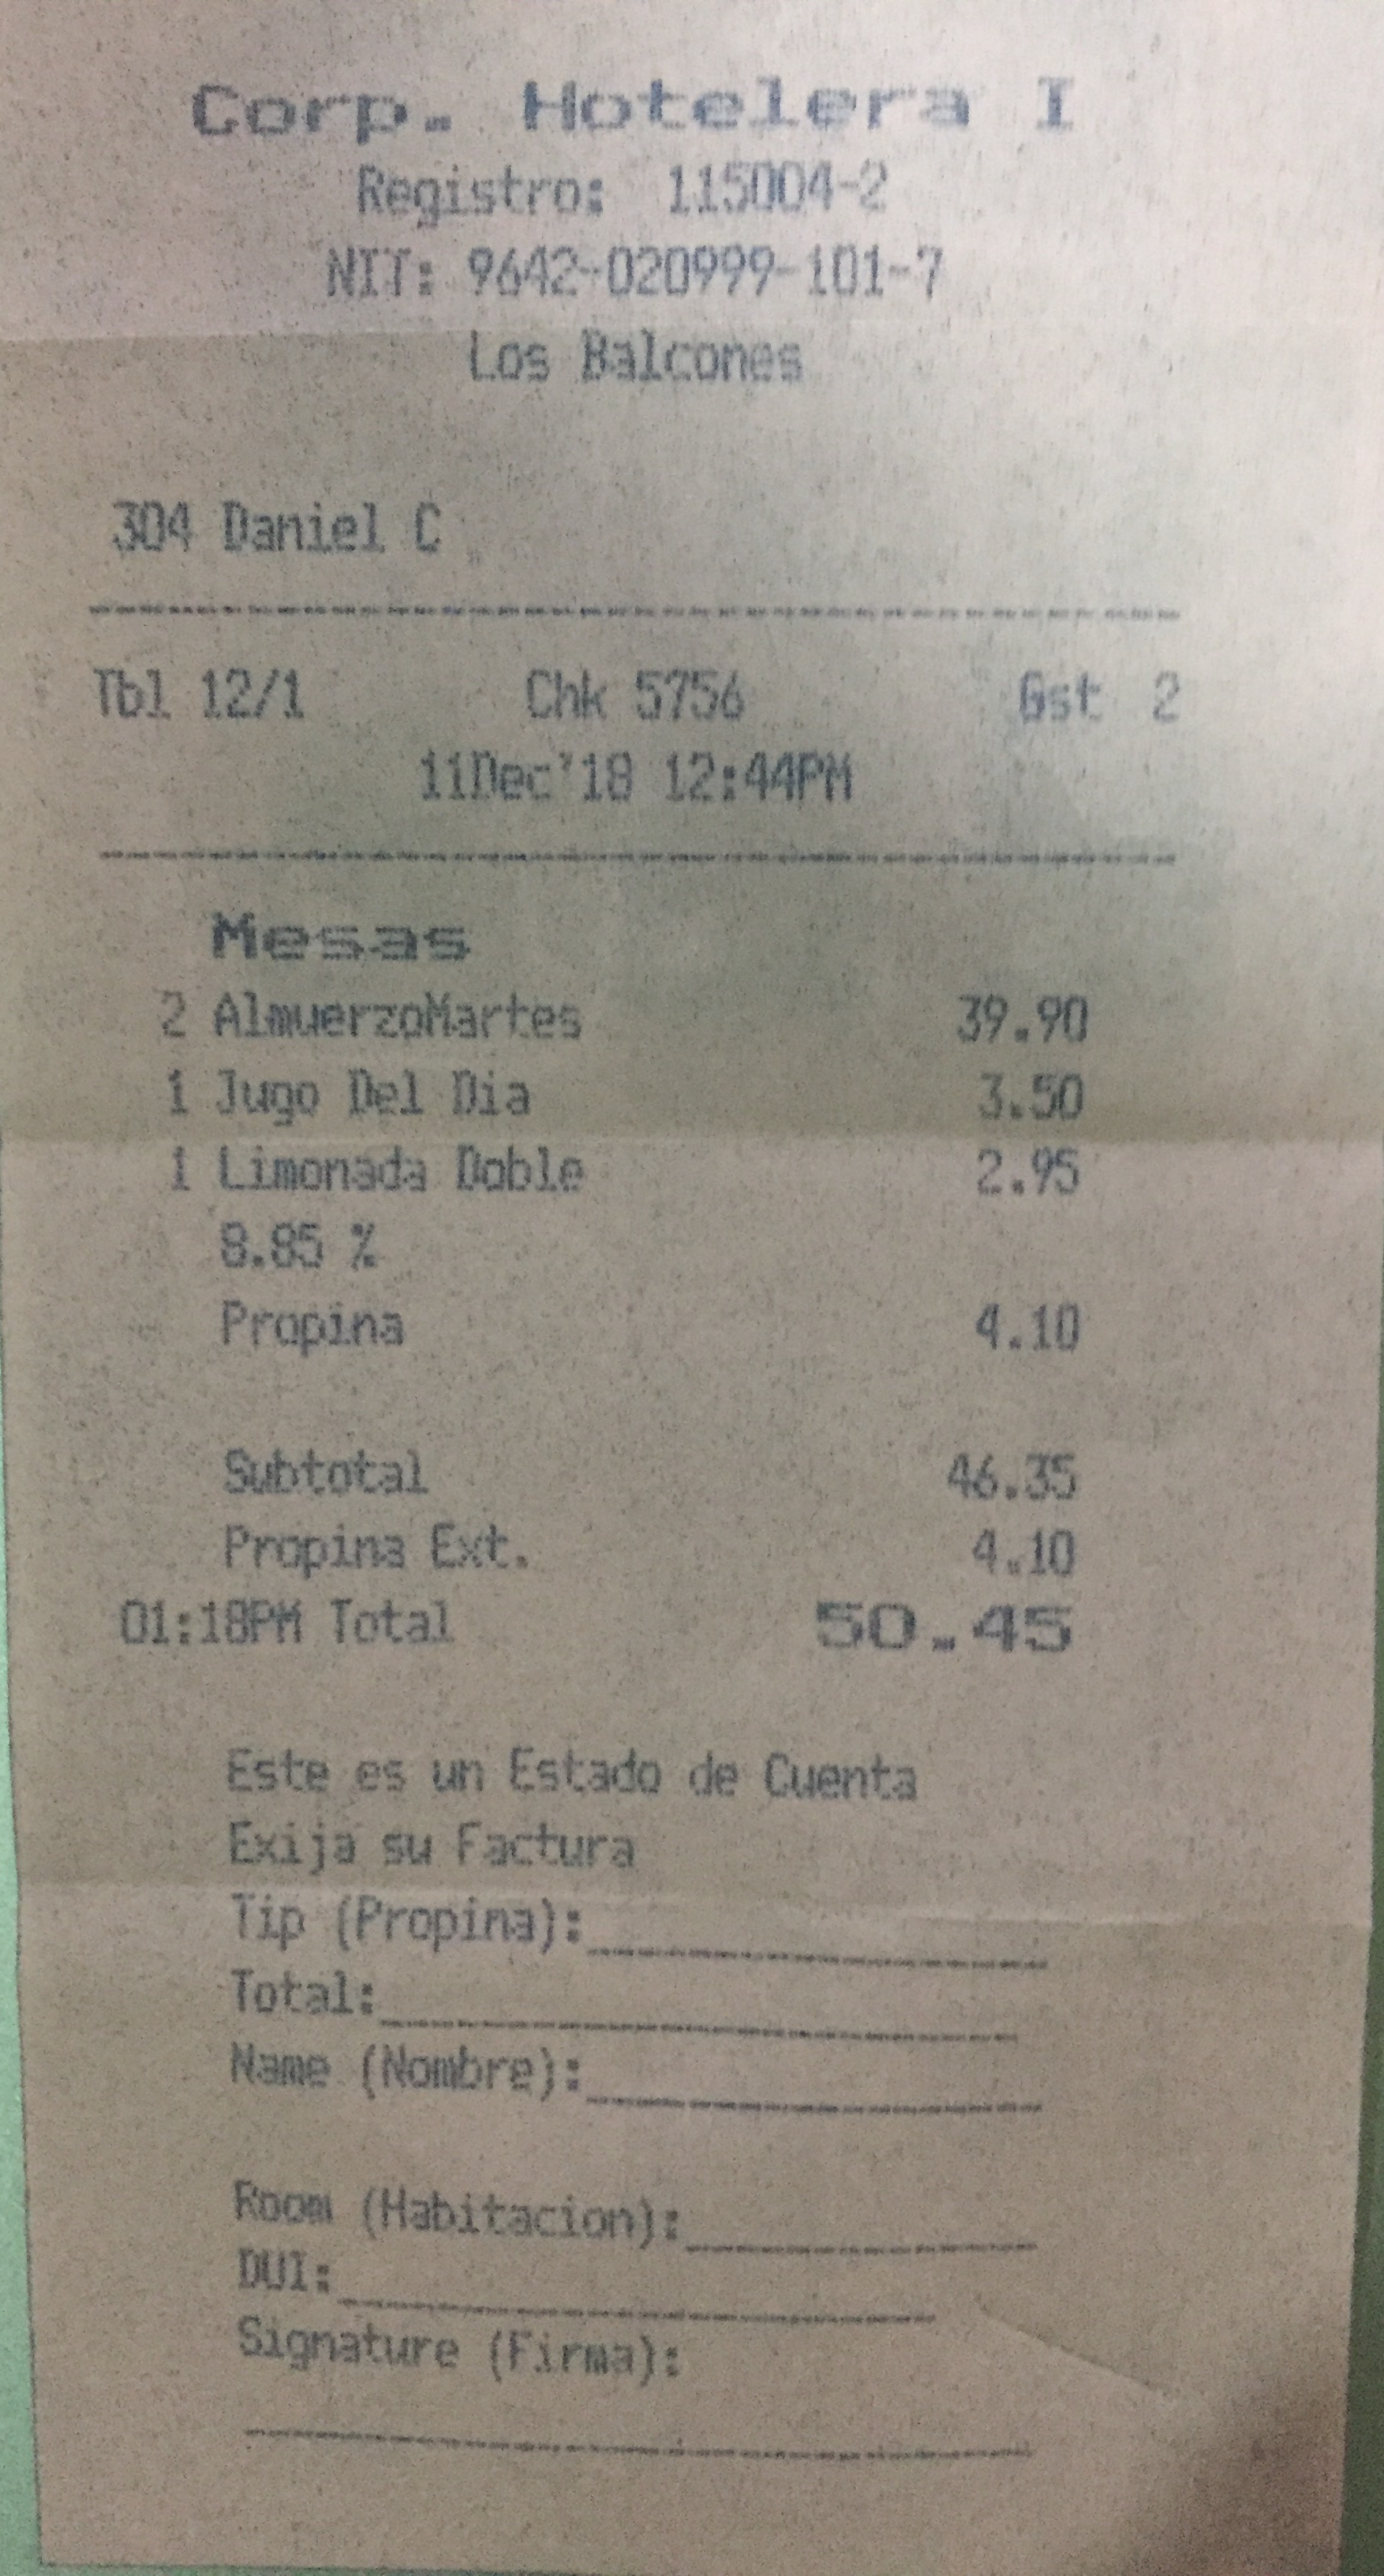 Corp. Hotelera I
Registro: 115004-2
NIT: 9642-020999-101-7
Los Balcones
304 Daniel C
Tbl 12/1 Chk 5756 Gst 2
11Dec'18 12:44PM
Mesas
2 AlmuerzoMartes 39.90
1 Jugo Del Dia 3.50
1 Limonada Doble 2.95
8.85 %
Propina 4.10
Subtotal 46.35
Propina Ext. 4.10
01:18PM Total 50.45
Este es un Estado de Cuenta
Exija su Factura
Tip (Propina):
Total:
Name (Nombre):
Room (Habitacion):
DUI:
Signature (Firma):